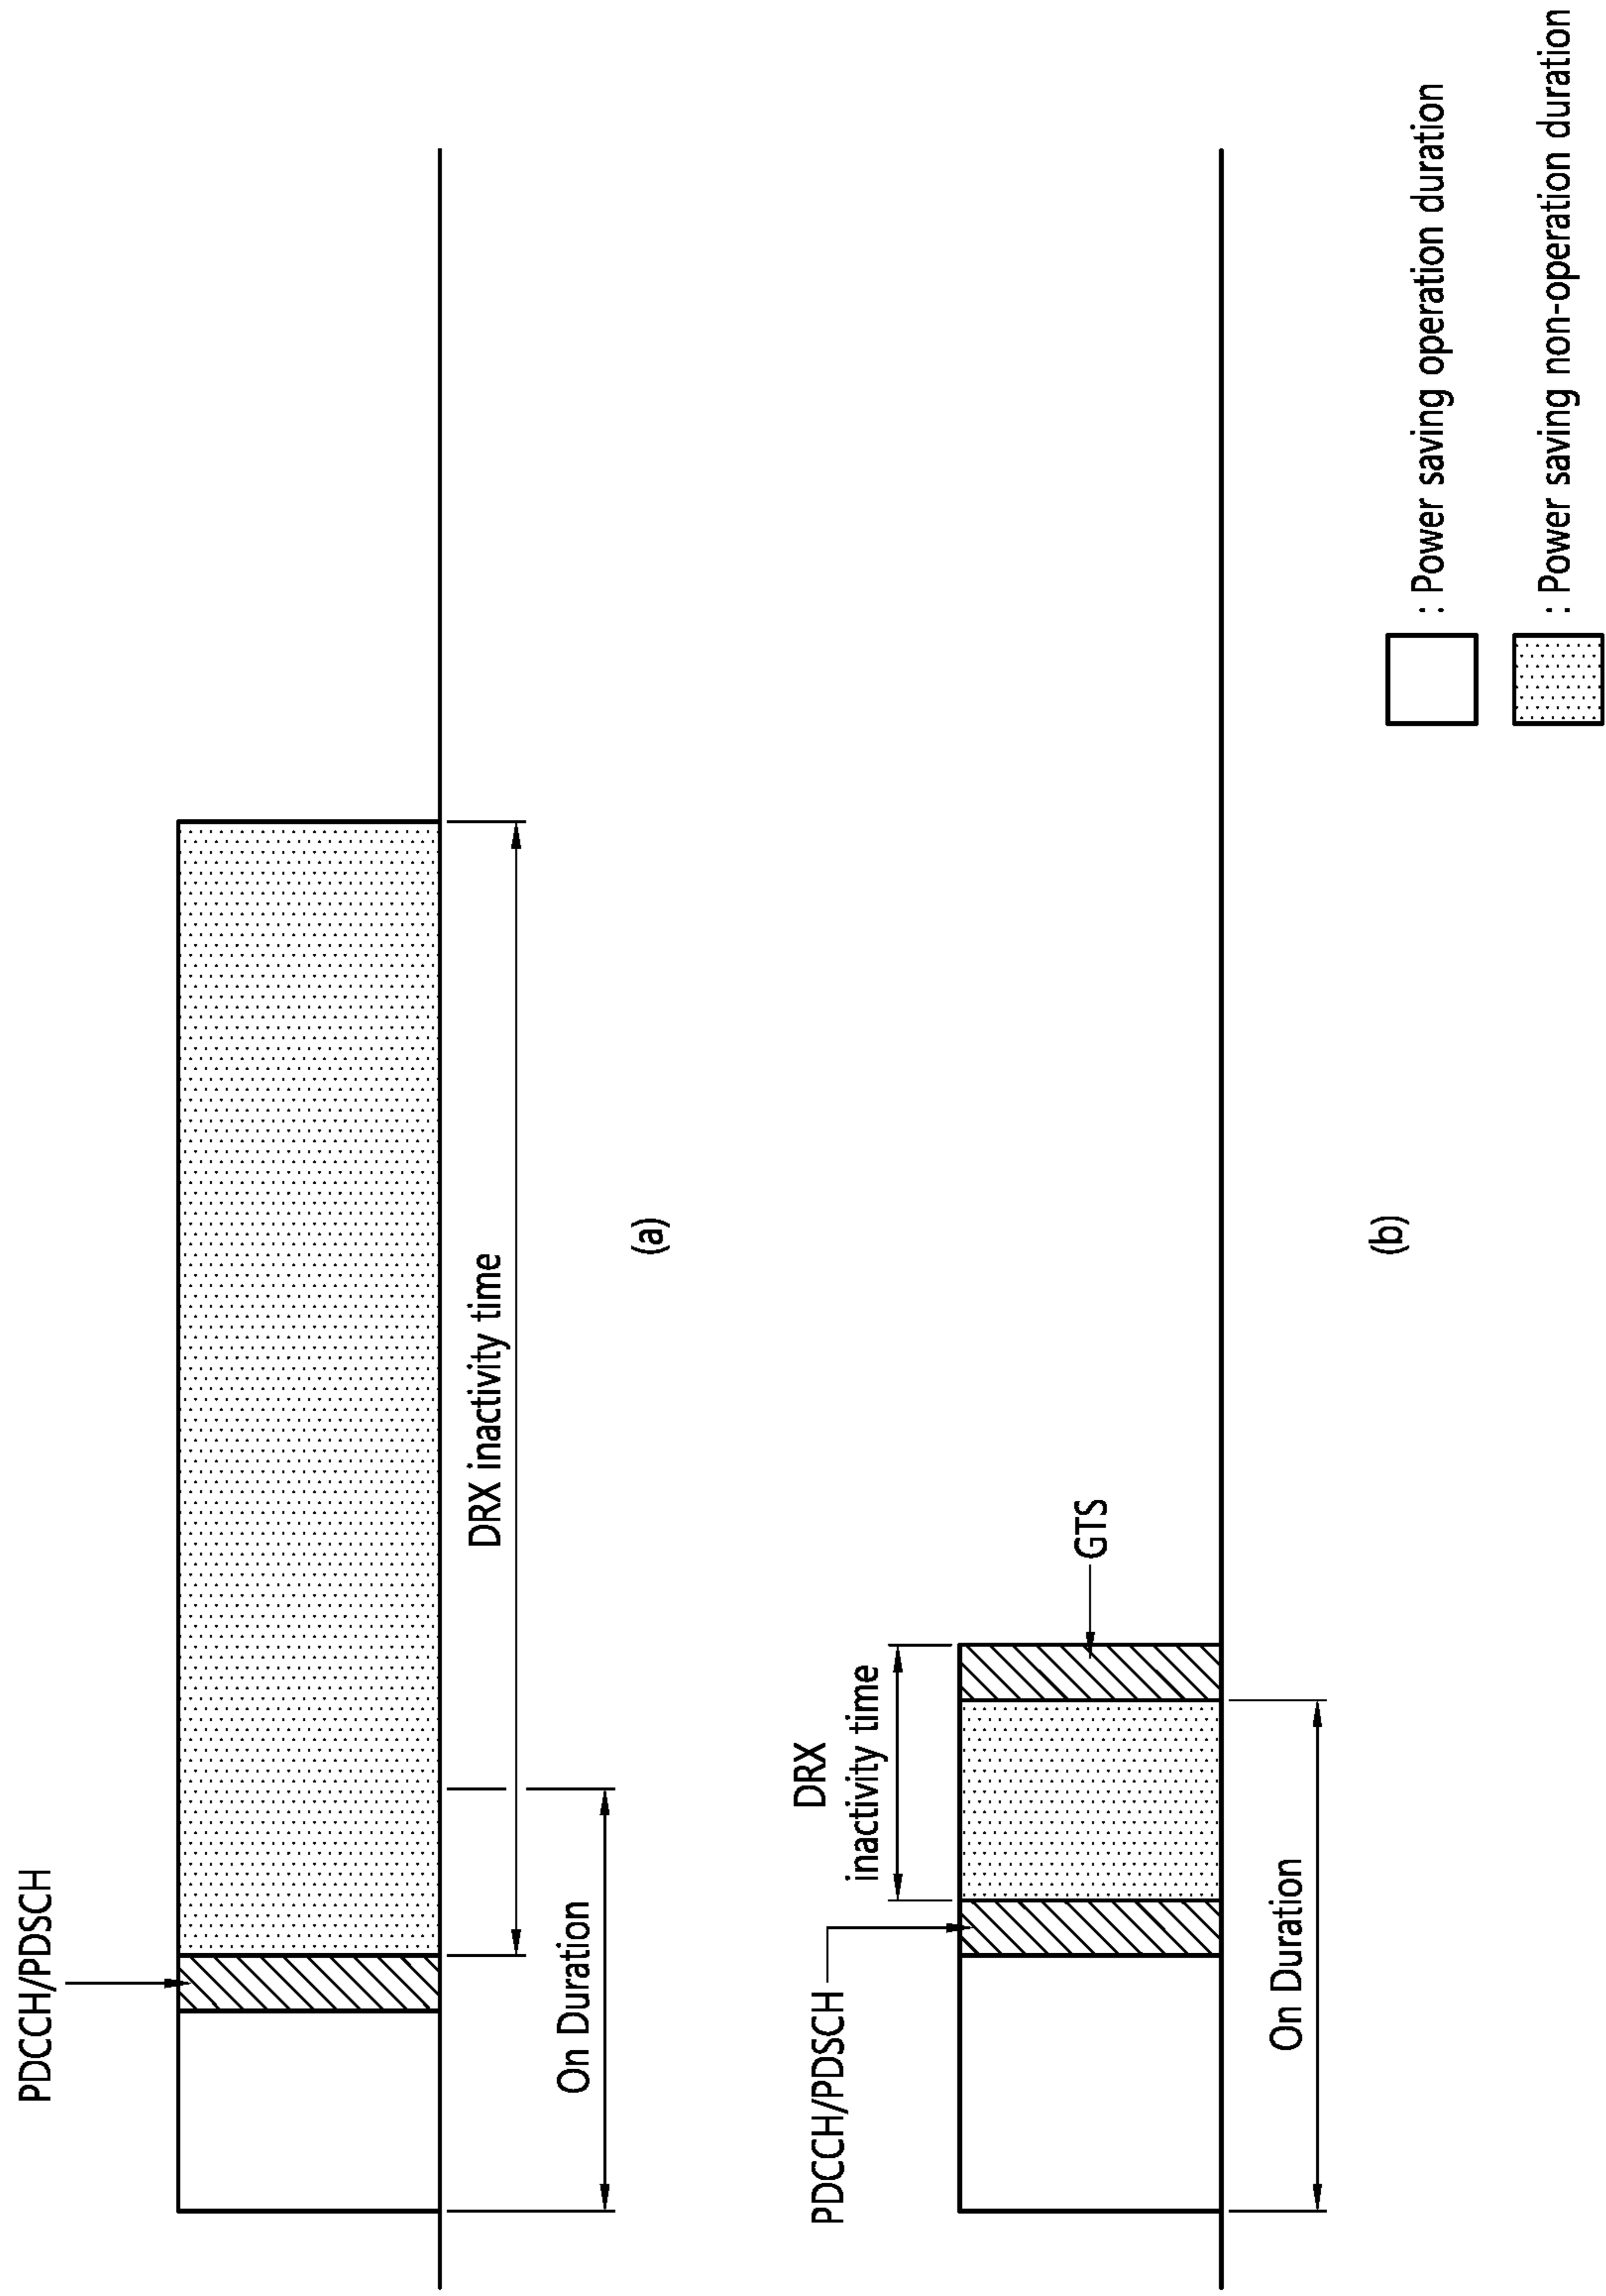 PDCCH/PDSCH
DRX inactivity time
On Duration
(a)
PDCCH/PDSCH
DRX
inactivity time
GTS
On Duration
(b)
: Power saving operation duration
: Power saving non-operation duration